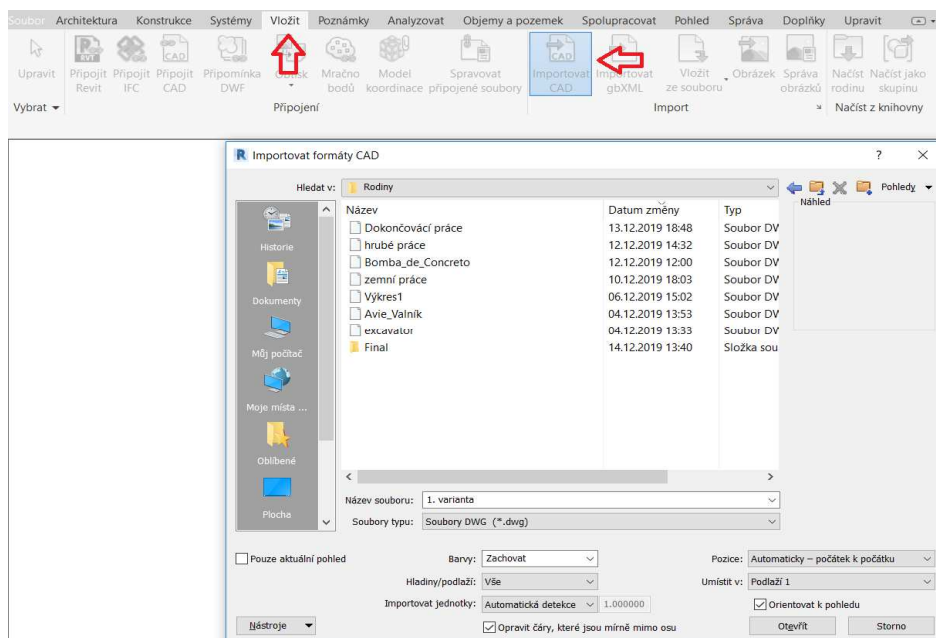 Soubor Architektura Konstrukce Systémy Vložit Poznámky Analyzovat Objemy a pozemek Spolupracovat Pohled Správa Doplňky Upravit
Upravit Připojit Připojit Připojit Připomínka Mračno Model Spravovat Importovat Importovat Vložit Obrázek Správa Načíst Načíst jako
Revit IFC CAD DWF bodů koordinace připojené soubory CAD gbXML ze souboru obrázků rodinu skupinu
Vybrat Připojení Import Načíst z knihovny
R Importovat formáty CAD ?
Hledat v: Rodiny Pohledy
Náhled
Název Datum změny Typ
Dokončovácí práce 13.12.2019 18:48 Soubor DV
hrubé práce 12.12.2019 14:32 Soubor DV
Bomba_de_Concreto 12.12.2019 12:00 Soubor DV
zemní práce 10.12.2019 18:03 Soubor DV
Výkres1 06.12.2019 15:02 Soubor DV
Avie_Valník 04.12.2019 13:53 Soubor DV
excavator 04.12.2019 13:33 Soubor DV
Final 14.12.2019 13:40 Složka sou
Historie
Dokumenty
Můj počítač
Moje místa ...
Oblíbené
Plocha
Název souboru: 1. varianta
Soubory typu: Soubory DWG (*.dwg)
Pouze aktuální pohled Barvy: Zachovat Pozice: Automaticky – počátek k počátku
Hladiny/podlaží: Vše Umístit v: Podlaží 1
Importovat jednotky: Automatická detekce 1.000000 Orientovat k pohledu
Nástroje Opravit čáry, které jsou mírně mimo osu Otevřít Storno